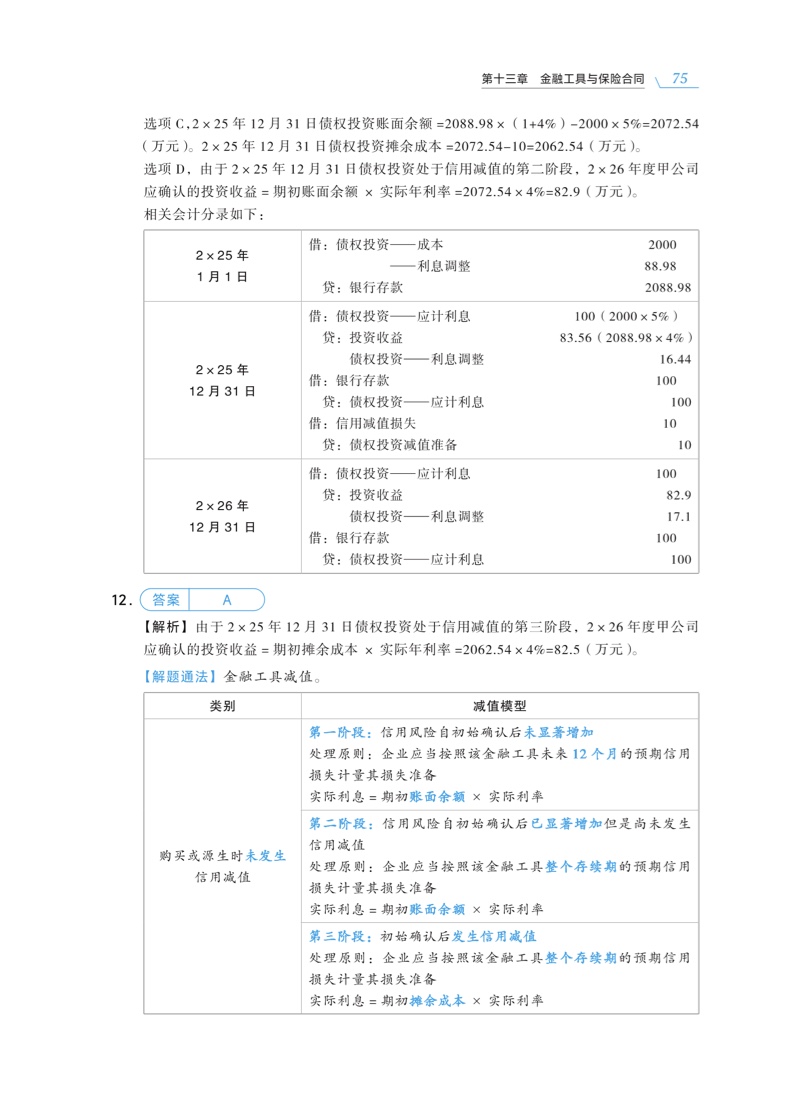 第十三章 金融工具与保险合同 75
选项 C,2×25 年 12 月 31 日债权投资账面余额 =2088.98×（1+4%）-2000×5%=2072.54
（万元）。2×25 年 12 月 31 日债权投资摊余成本 =2072.54-10=2062.54（万元）。
选项 D，由于 2×25 年 12 月 31 日债权投资处于信用减值的第二阶段，2×26 年度甲公司
应确认的投资收益 = 期初账面余额 × 实际年利率 =2072.54×4%=82.9（万元）。
相关会计分录如下：
2×25 年
1 月 1 日
借：债权投资——成本 2000
——利息调整 88.98
贷：银行存款 2088.98
2×25 年
12 月 31 日
借：债权投资——应计利息 100（2000×5%）
贷：投资收益 83.56（2088.98×4%）
债权投资——利息调整 16.44
借：银行存款 100
贷：债权投资——应计利息 100
借：信用减值损失 10
贷：债权投资减值准备 10
2×26 年
12 月 31 日
借：债权投资——应计利息 100
贷：投资收益 82.9
债权投资——利息调整 17.1
借：银行存款 100
贷：债权投资——应计利息 100
12. 答案 A
【解析】由于 2×25 年 12 月 31 日债权投资处于信用减值的第三阶段，2×26 年度甲公司
应确认的投资收益 = 期初摊余成本 × 实际年利率 =2062.54×4%=82.5（万元）。
【解题通法】金融工具减值。
类别 减值模型
购买或源生时未发生
信用减值
第一阶段：信用风险自初始确认后未显著增加
处理原则：企业应当按照该金融工具未来 12 个月的预期信用
损失计量其损失准备
实际利息 = 期初账面余额 × 实际利率
第二阶段：信用风险自初始确认后已显著增加但是尚未发生
信用减值
处理原则：企业应当按照该金融工具整个存续期的预期信用
损失计量其损失准备
实际利息 = 期初账面余额 × 实际利率
第三阶段：初始确认后发生信用减值
处理原则：企业应当按照该金融工具整个存续期的预期信用
损失计量其损失准备
实际利息 = 期初摊余成本 × 实际利率